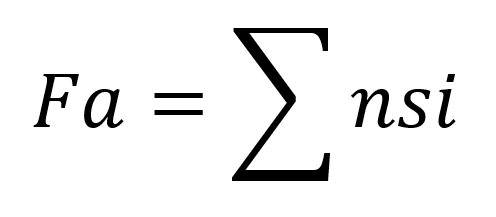 Fa = ∑ nsi